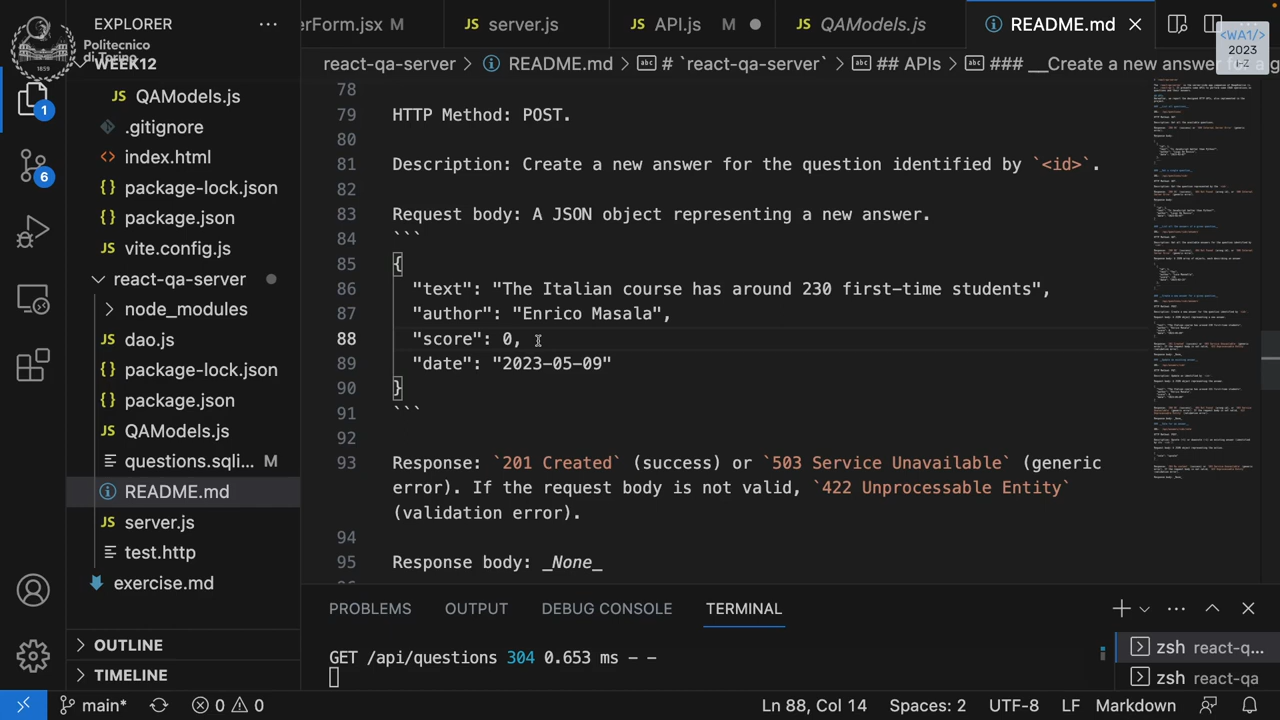 EXPLORER
Politecnico
di Torino
WEEK12
QAModels.js
.gitignore
index.html
package-lock.json
package.json
vite.config.js
react-qa-server
node_modules
dao.js
package-lock.json
package.json
QAModels.js
questions.sqli... M
README.md
server.js
test.http
exercise.md
OUTLINE
TIMELINE
1
6
erForm.jsx M
server.js
API.js M
QAModels.js
README.md
<WA1/>
2023
react-qa-server > README.md > # `react-qa-server` > ## APIs > ### __Create a new answer for a g
78
79 HTTP Method:
80
81 Description: Create a new answer to the question identified by `<id>`.
82
83 Request body: A JSON object representing a new answer.
84 ```
85 {
86 "text": "The Italian course has around 230 first-time students",
87 "author": "Enrico Masala",
88 "score": 0,
89 "date":
90 }
91 ```
92
93 Response: `201 Created` (success) or `503 Service Unavailable` (generic
error). If the request body is not valid, `422 Unprocessable Entity`
(validation error).
94
95 Response body: _None_
PROBLEMS OUTPUT DEBUG CONSOLE TERMINAL
GET /api/questions 304 0.653 ms - -
zsh react-q...
zsh react-qa
main* 0 0 Ln 88, Col 14 Spaces: 2 UTF-8 LF Markdown